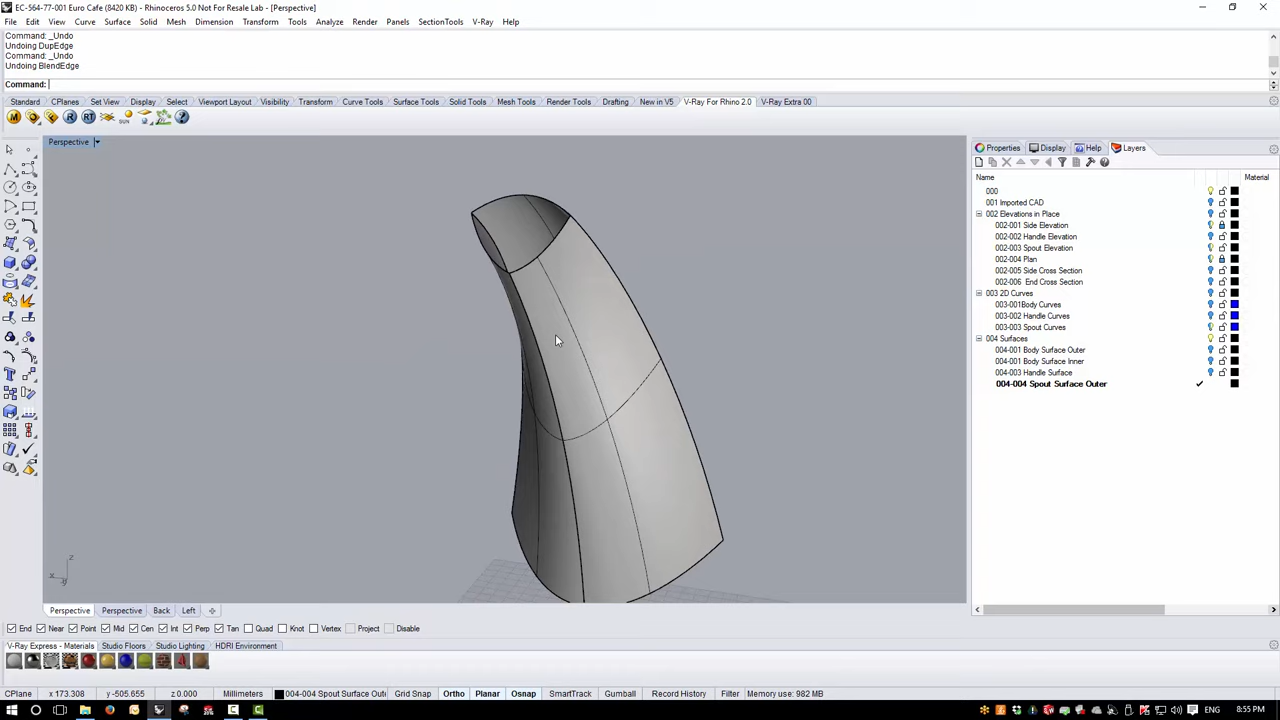 EC-564-77-001 Euro Cafe (8420 KB) - Rhinoceros 5.0 Not For Resale Lab - [Perspective]
File Edit View Curve Surface Solid Mesh Dimension Transform Tools Analyze Render Panels SectionTools V-Ray Help
Command: _Undo
Undoing DupEdge
Command: _Undo
Undoing BlendEdge
Command:
Standard CPlanes Set View Display Select Viewport Layout Visibility Transform Curve Tools Surface Tools Solid Tools Mesh Tools Render Tools Drafting New in V5 V-Ray For Rhino 2.0 V-Ray Extra 00
M R RT SUN
Perspective
Properties Display Help Layers
Name Material
000
001 Imported CAD
002 Elevations in Place
002-001 Side Elevation
002-002 Handle Elevation
002-003 Spout Elevation
002-004 Plan
002-005 Side Cross Section
002-006 End Cross Section
003 2D Curves
003-001Body Curves
003-002 Handle Curves
003-003 Spout Curves
004 Surfaces
004-001 Body Surface Outer
004-001 Body Surface Inner
004-003 Handle Surface
004-004 Spout Surface Outer
z
x y
Perspective Perspective Back Left
End Near Point Mid Cen Int Perp Tan Quad Knot Vertex Project Disable
V-Ray Express - Materials Studio Floors Studio Lighting HDRI Environment
CPlane x 173.308 y -505.655 z 0.000 Millimeters 004-004 Spout Surface Oute Grid Snap Ortho Planar Osnap SmartTrack Gumball Record History Filter Memory use: 982 MB
ENG 8:55 PM